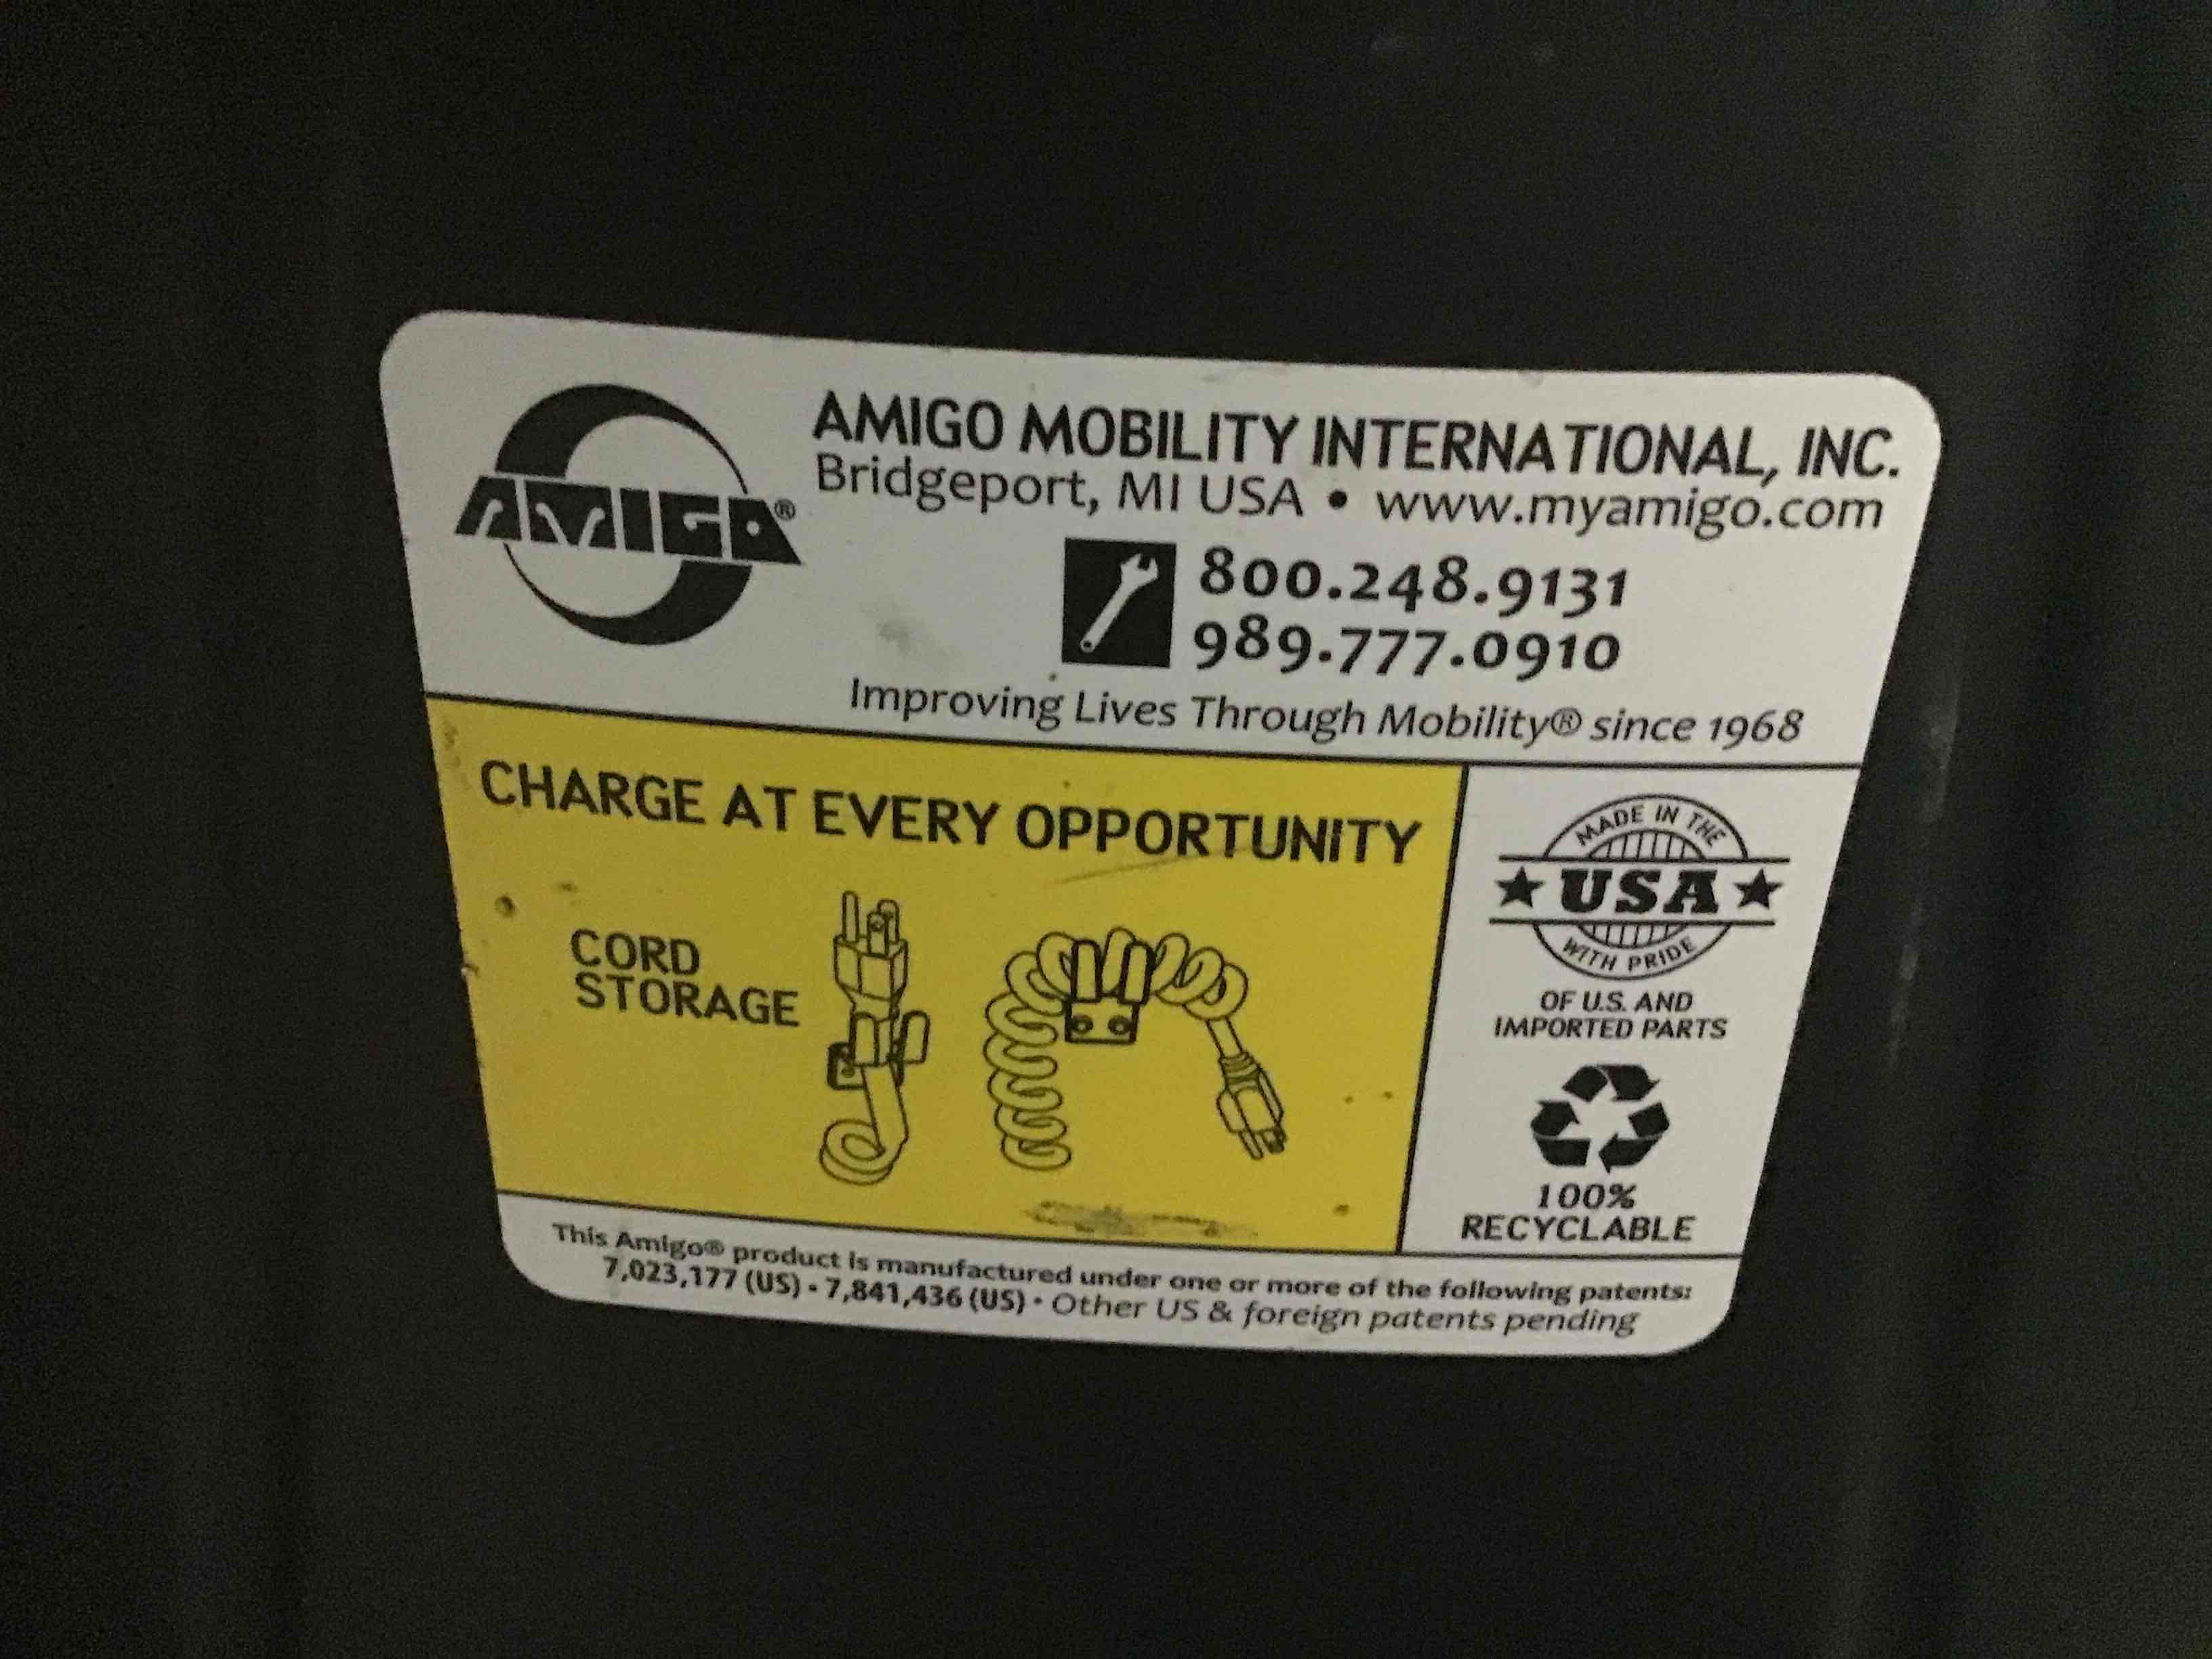 AMIGO®
AMIGO MOBILITY INTERNATIONAL, INC.
Bridgeport, MI USA • www.myamigo.com
800.248.9131
989.777.0910
Improving Lives Through Mobility® since 1968
CHARGE AT EVERY OPPORTUNITY
CORD
STORAGE
MADE IN THE
USA
WITH PRIDE
OF U.S. AND
IMPORTED PARTS
100%
RECYCLABLE
This Amigo® product is manufactured under one or more of the following patents:
7,023,177 (US) • 7,841,436 (US) • Other US & foreign patents pending